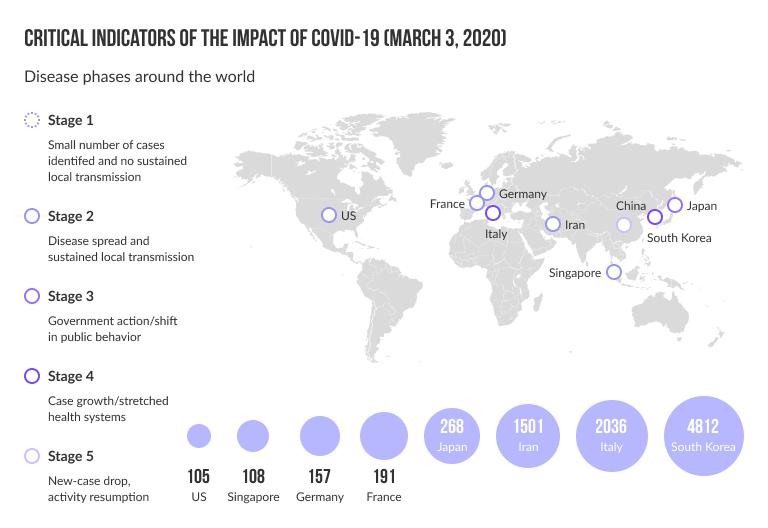 CRITICAL INDICATORS OF THE IMPACT OF COVID-19 (MARCH 3, 2020)
Disease phases around the world
Stage 1
Small number of cases
identifed and no sustained
local transmission
Stage 2
Disease spread and
sustained local transmission
Stage 3
Government action/shift
in public behavior
Stage 4
Case growth/stretched
health systems
Stage 5
New-case drop,
activity resumption
US
France
Germany
Italy
Iran
China
Japan
South Korea
Singapore
105
US
108
Singapore
157
Germany
191
France
268
Japan
1501
Iran
2036
Italy
4812
South Korea